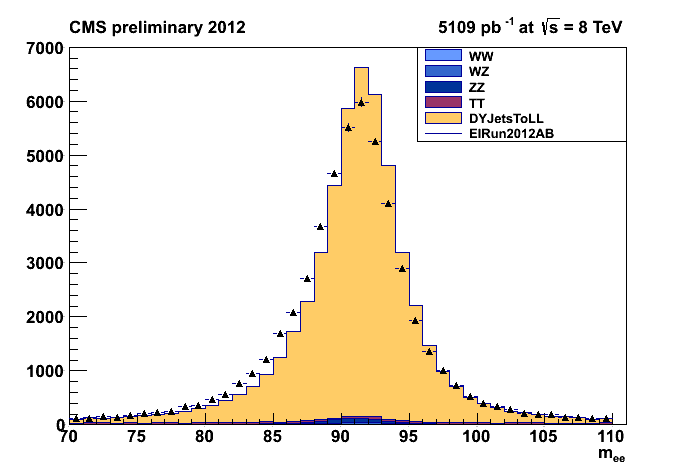 CMS preliminary 2012
5109 pb⁻¹ at √s = 8 TeV
7000
6000
5000
4000
3000
2000
1000
0
WW
WZ
ZZ
TT
DYJetsToLL
ElRun2012AB
70 75 80 85 90 95 100 105 110
m_ee